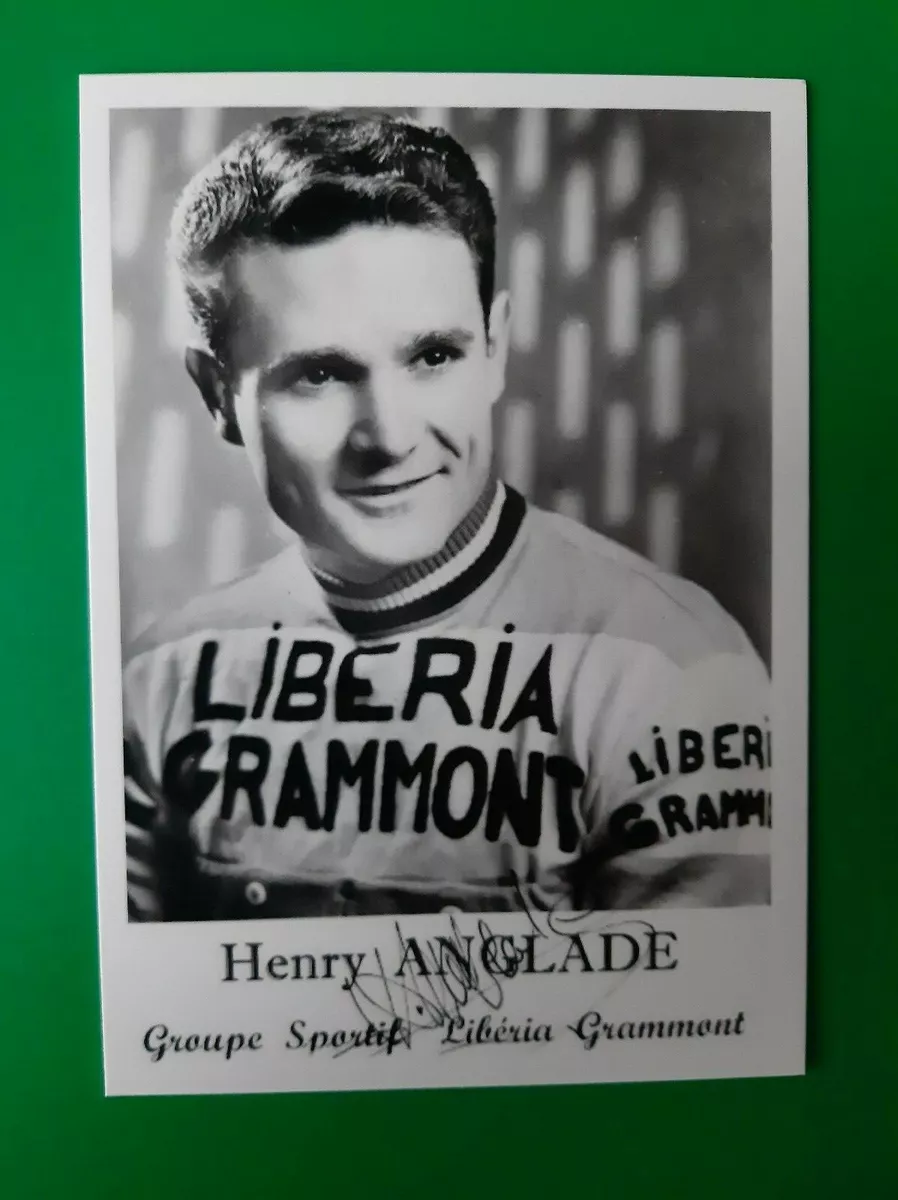 LIBERIA
GRAMMONT
LIBERI
GRAMM
Henry ANGLADE
Groupe Sportif Libéria Grammont